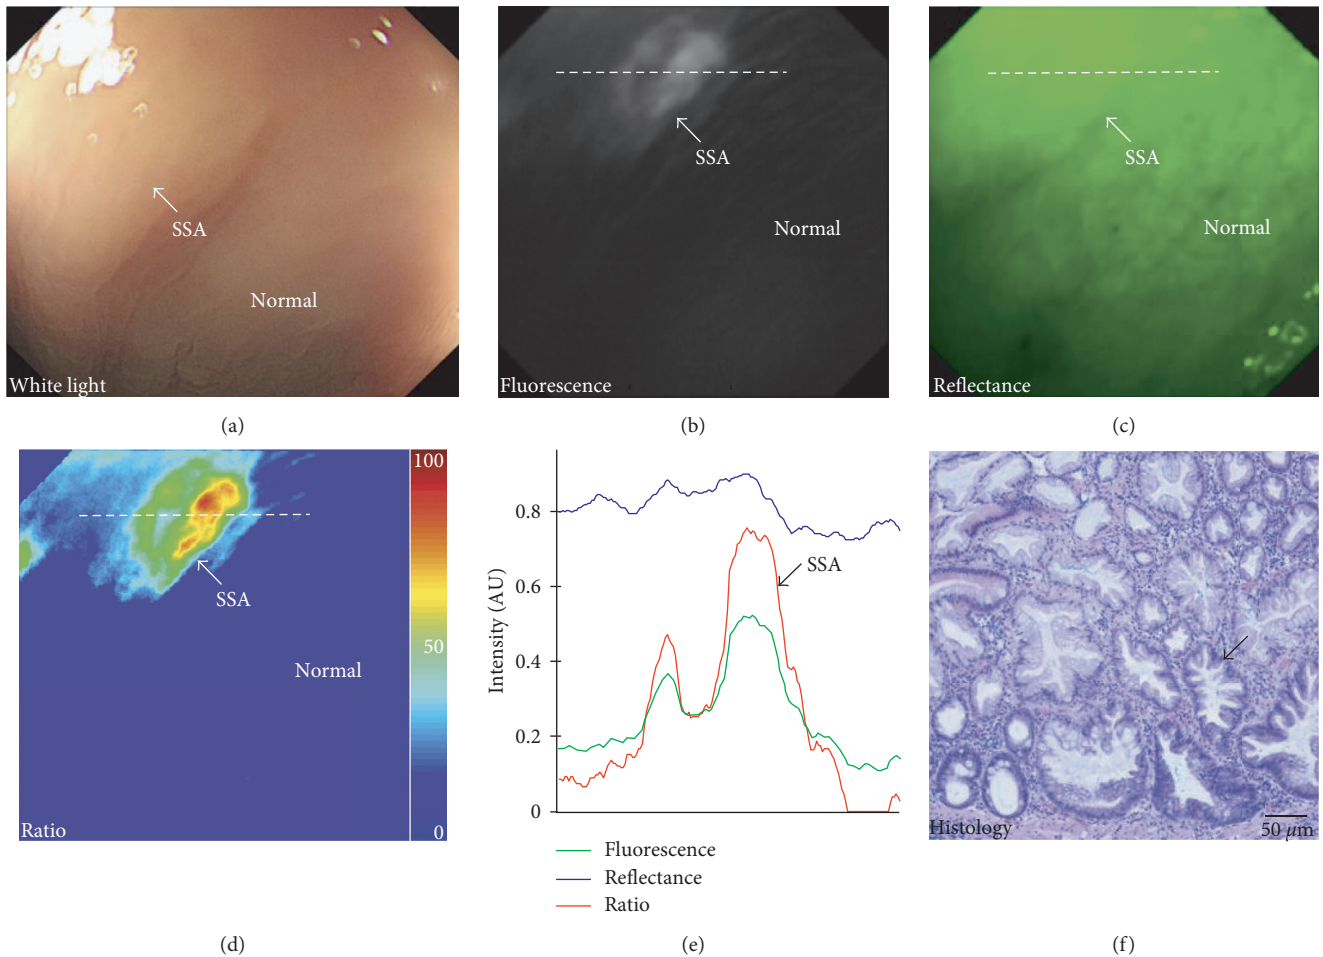 SSA
Normal
White light
(a)
SSA
Normal
Fluorescence
(b)
SSA
Normal
Reflectance
(c)
100
50
0
SSA
Normal
Ratio
(d)
Intensity (AU)
0.8
0.6
0.4
0.2
0
SSA
Fluorescence
Reflectance
Ratio
(e)
Histology
50 μm
(f)